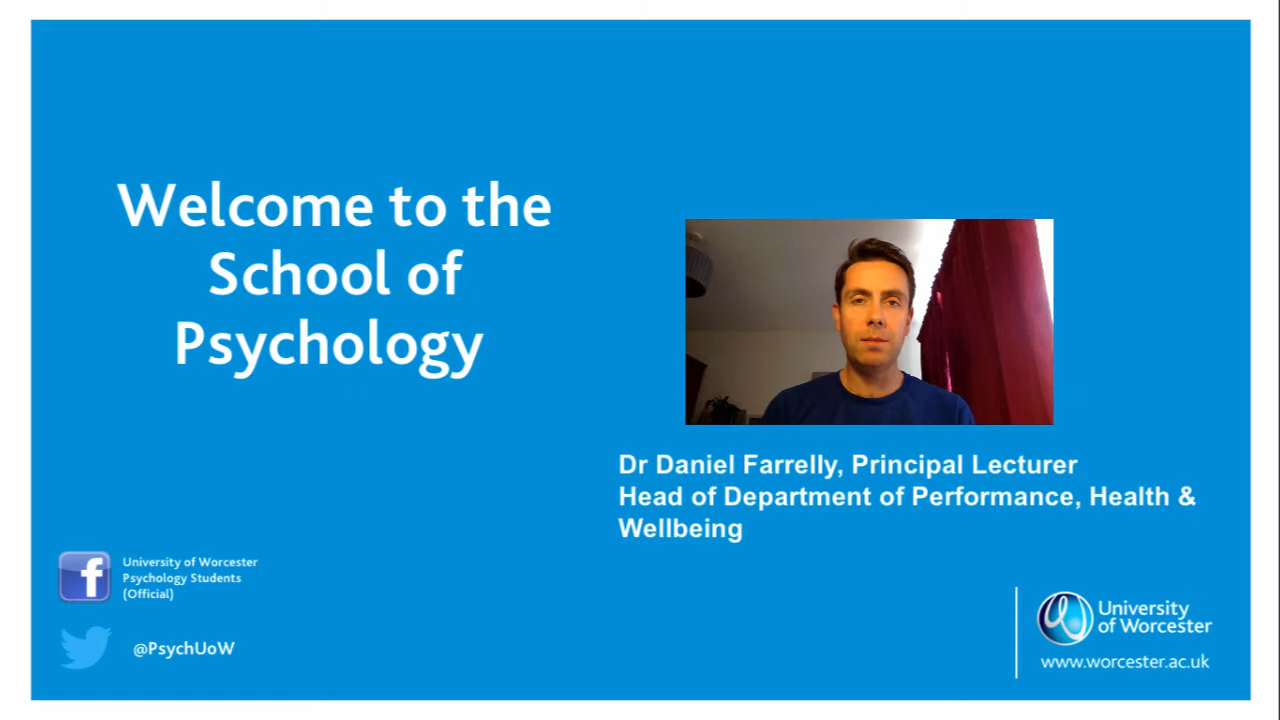 Welcome to the
School of
Psychology
Dr Daniel Farrelly, Principal Lecturer
Head of Department of Performance, Health &
Wellbeing
University of Worcester
Psychology Students
(Official)
@PsychUoW
University
of Worcester
www.worcester.ac.uk